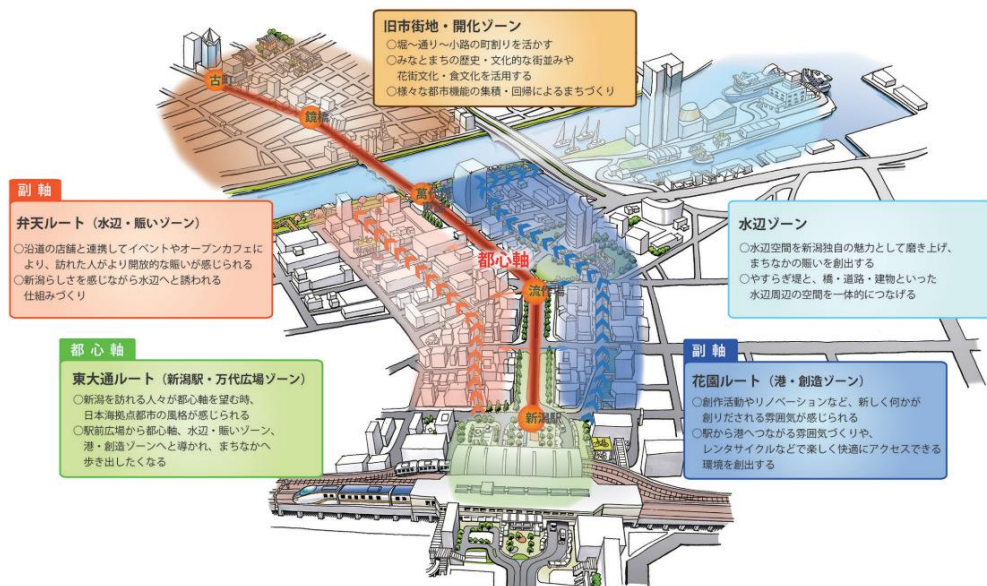 旧市街地・開化ゾーン
○堀～通り～小路の町割りを活かす
○みなとまちの歴史・文化的な街並みや
花街文化・食文化を活用する
○様々な都市機能の集積・回帰によるまちづくり
古町
鏡橋
萬
都心軸
流作場
新潟駅
副軸
弁天ルート（水辺・賑いゾーン）
○沿道の店舗と連携してイベントやオープンカフェに
より、訪れた人がより開放的な賑いが感じられる
○新潟らしさを感じながら水辺へと誘われる
仕組みづくり
水辺ゾーン
○水辺空間を新潟独自の魅力として磨き上げ、
まちなかの賑いを創出する
○やすらぎ堤と、橋・道路・建物といった
水辺周辺の空間を一体的につなげる
都心軸
東大通ルート（新潟駅・万代広場ゾーン）
○新潟を訪れる人々が都心軸を望む時、
日本海拠点都市の風格が感じられる
○駅前広場から都心軸、水辺・賑いゾーン、
港・創造ゾーンへと導かれ、まちなかへ
歩き出したくなる
副軸
花園ルート（港・創造ゾーン）
○創作活動やリノベーションなど、新しく何かが
創りだされる雰囲気が感じられる
○駅から港へつながる雰囲気づくりや、
レンタサイクルなどで楽しく快適にアクセスできる
環境を創出する